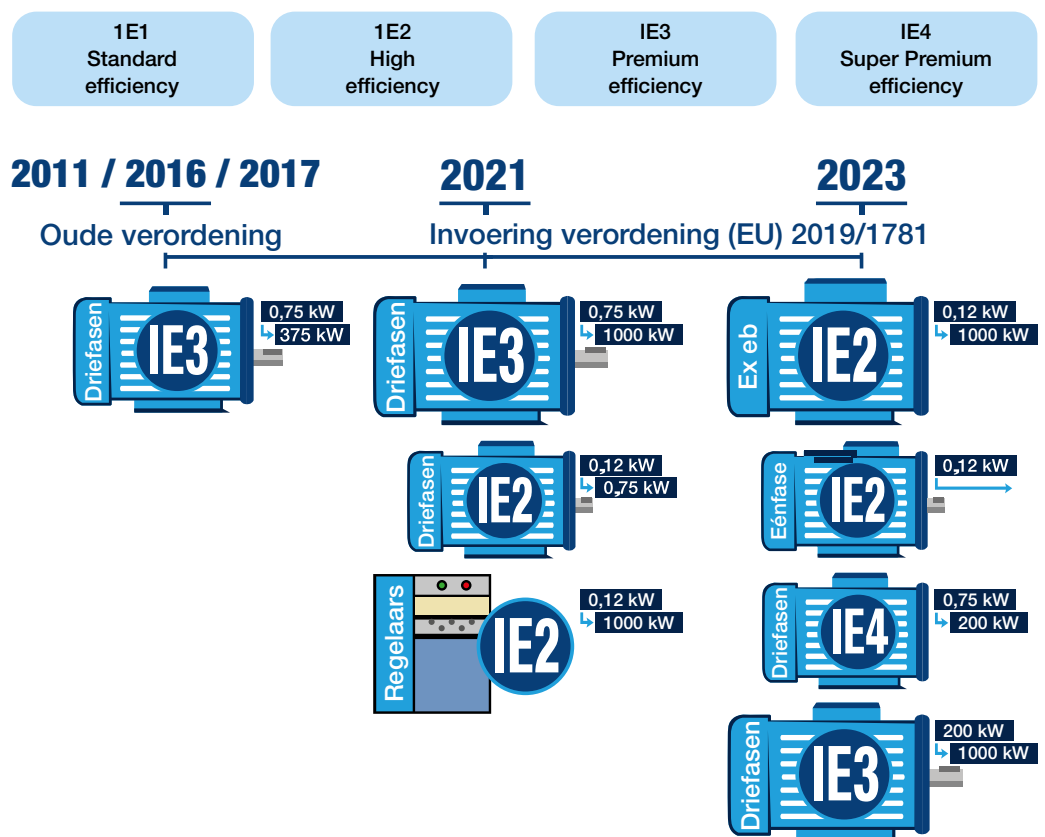 1E1
Standard
efficiency
1E2
High
efficiency
IE3
Premium
efficiency
IE4
Super Premium
efficiency
2011 / 2016 / 2017
2021
2023
Oude verordening
Invoering verordening (EU) 2019/1781
Driefasen
IE3
0,75 kW
375 kW
Driefasen
IE3
0,75 kW
1000 kW
Ex eb
IE2
0,12 kW
1000 kW
Driefasen
IE2
0,12 kW
0,75 kW
Eénfase
IE2
0,12 kW
Regelaars
IE2
0,12 kW
1000 kW
Driefasen
IE4
0,75 kW
200 kW
Driefasen
IE3
200 kW
1000 kW